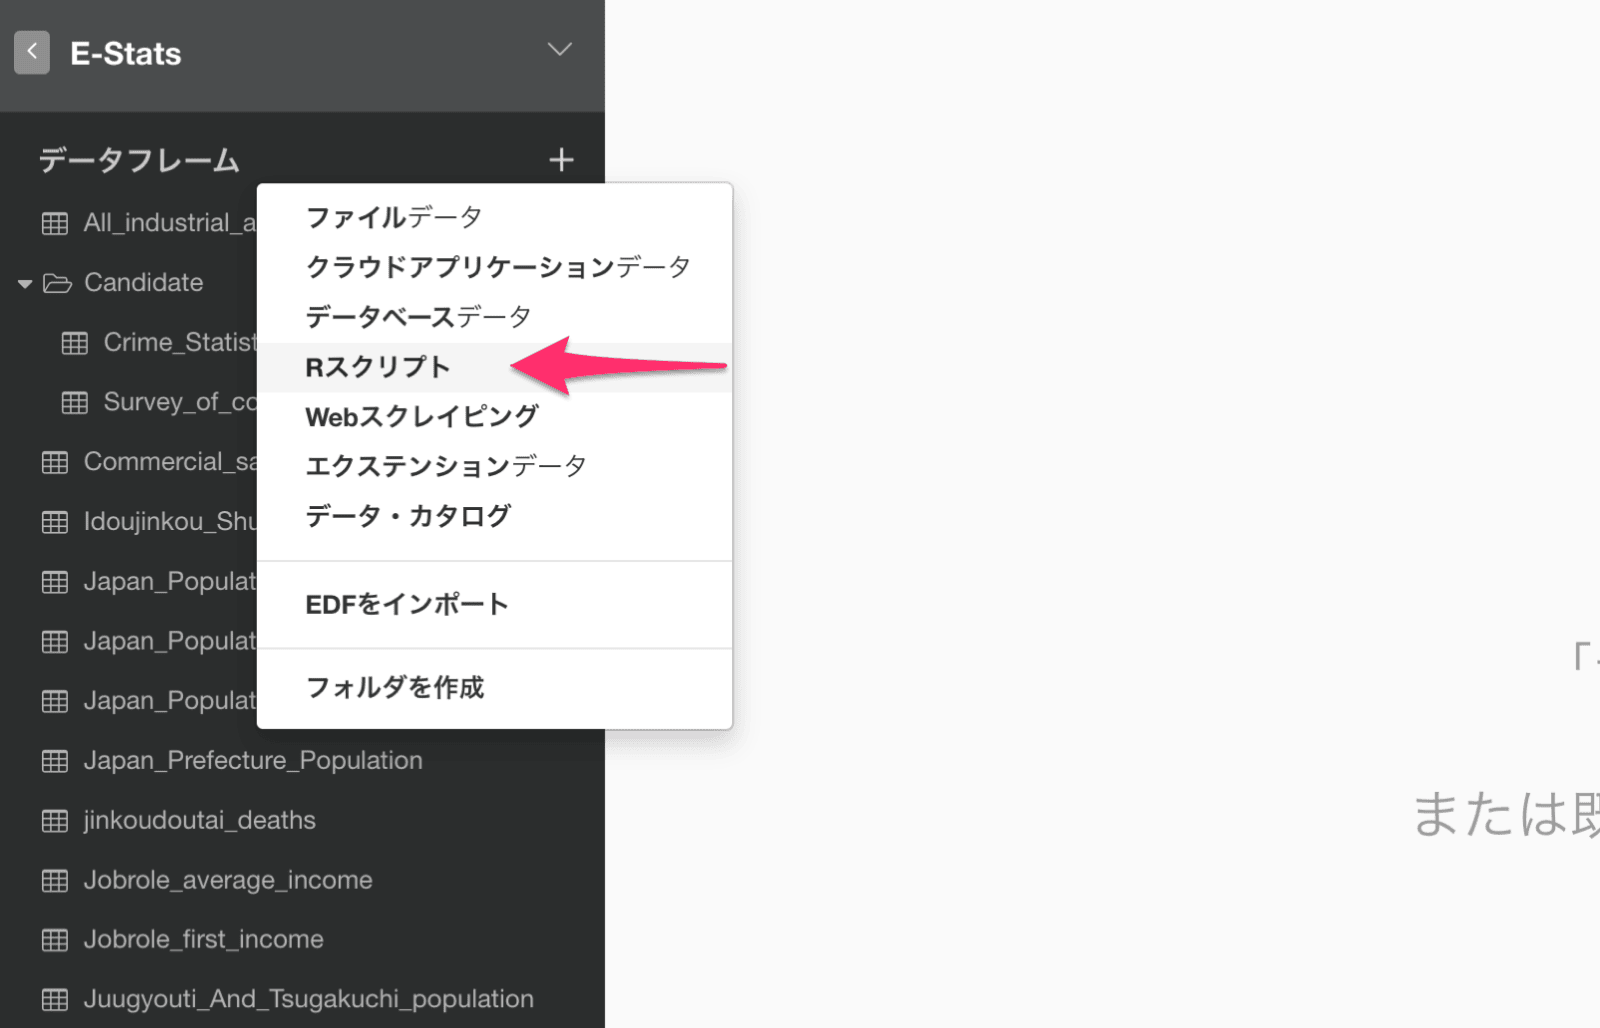 E-Stats
データフレーム
All_industrial_a
Candidate
Crime_Statist
Survey_of_co
Commercial_sa
Idoujinkou_Shu
Japan_Populat
Japan_Populat
Japan_Populat
Japan_Prefecture_Population
jinkoudoutai_deaths
Jobrole_average_income
Jobrole_first_income
Juugyouti_And_Tsugakuchi_population
ファイルデータ
クラウドアプリケーションデータ
データベースデータ
Rスクリプト
Webスクレイピング
エクステンションデータ
データ・カタログ
EDFをインポート
フォルダを作成
または既